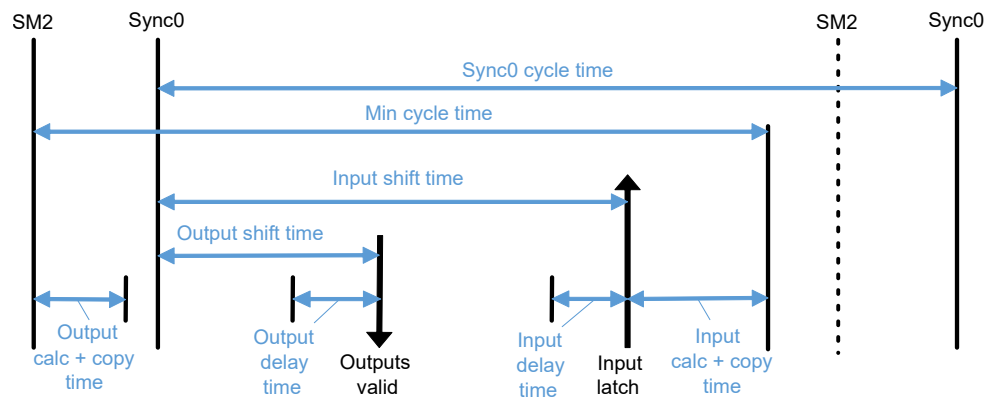 SM2
Sync0
SM2
Sync0
Sync0 cycle time
Min cycle time
Input shift time
Output shift time
Output
calc + copy
time
Output
delay
time
Outputs
valid
Input
delay
time
Input
latch
Input
calc + copy
time